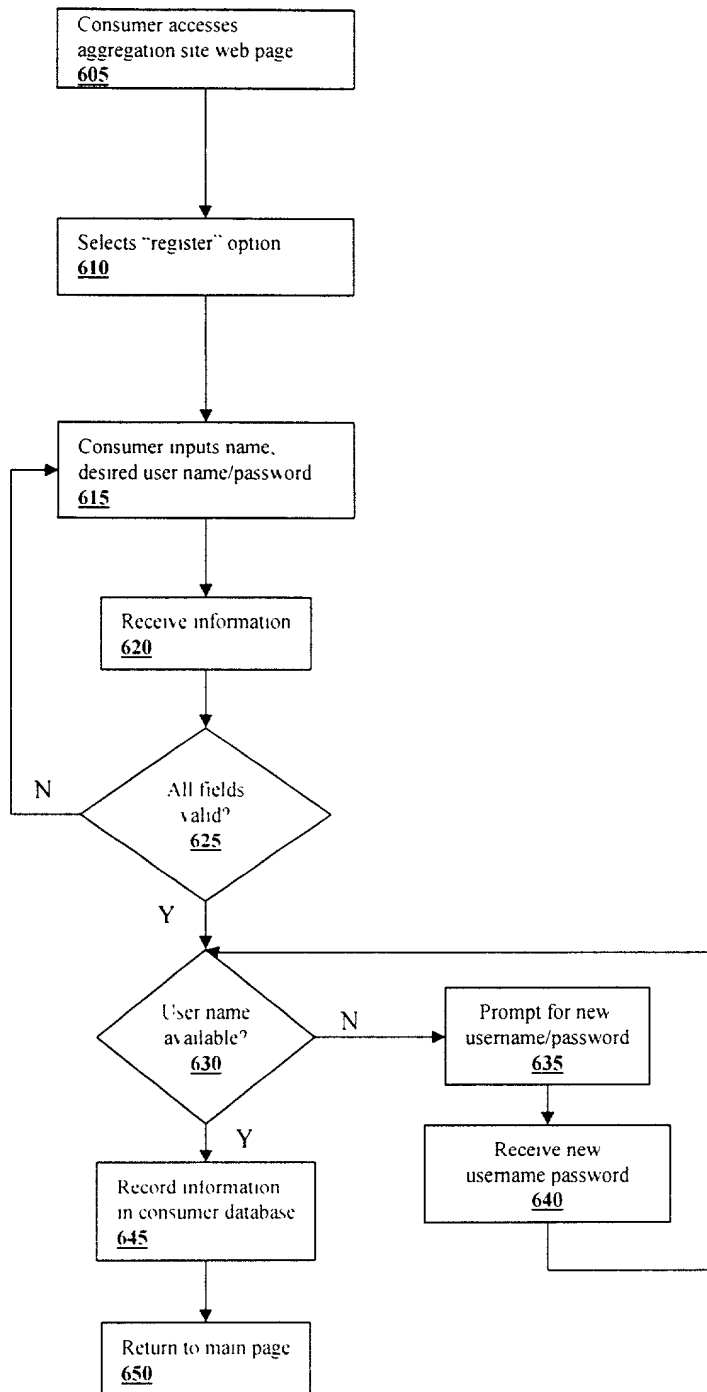 Consumer accesses
aggregation site web page
605
Selects "register" option
610
Consumer inputs name,
desired user name/password
615
Receive information
620
All fields
valid?
625
N
Y
User name
available?
630
N
Prompt for new
username/password
635
Y
Receive new
username password
640
Record information
in consumer database
645
Return to main page
650